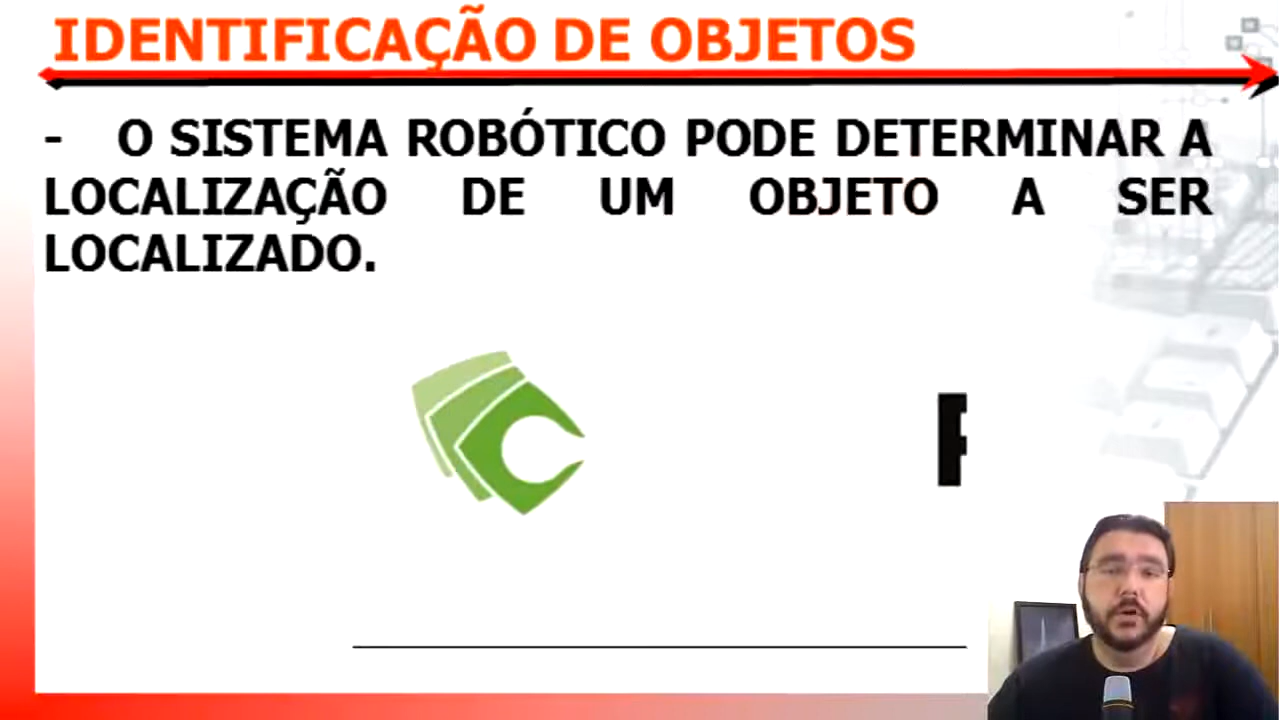 IDENTIFICAÇÃO DE OBJETOS
- O SISTEMA ROBÓTICO PODE DETERMINAR A
LOCALIZAÇÃO DE UM OBJETO A SER
LOCALIZADO.